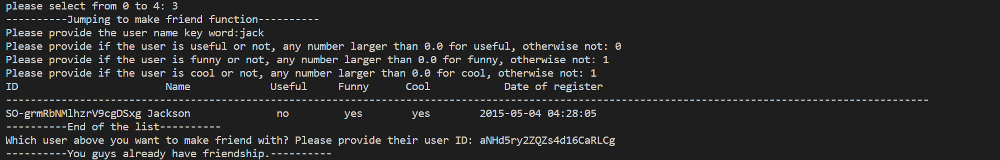 please select from 0 to 4: 3
----------Jumping to make friend function----------
Please provide the user name key word:jack
Please provide if the user is useful or not, any number larger than 0.0 for useful, otherwise not: 0
Please provide if the user is funny or not, any number larger than 0.0 for funny, otherwise not: 1
Please provide if the user is cool or not, any number larger than 0.0 for cool, otherwise not: 1
ID                        Name             Useful     Funny      Cool            Date of register
------------------------------------------------------------------------------------------------------------------------------------------------------
SO-grmRbNMlhzrV9cgDSxg Jackson              no         yes        yes        2015-05-04 04:28:05
----------End of the list----------
Which user above you want to make friend with? Please provide their user ID: aNHd5ry2ZQZs4d16CaRLCg
----------You guys already have friendship.----------